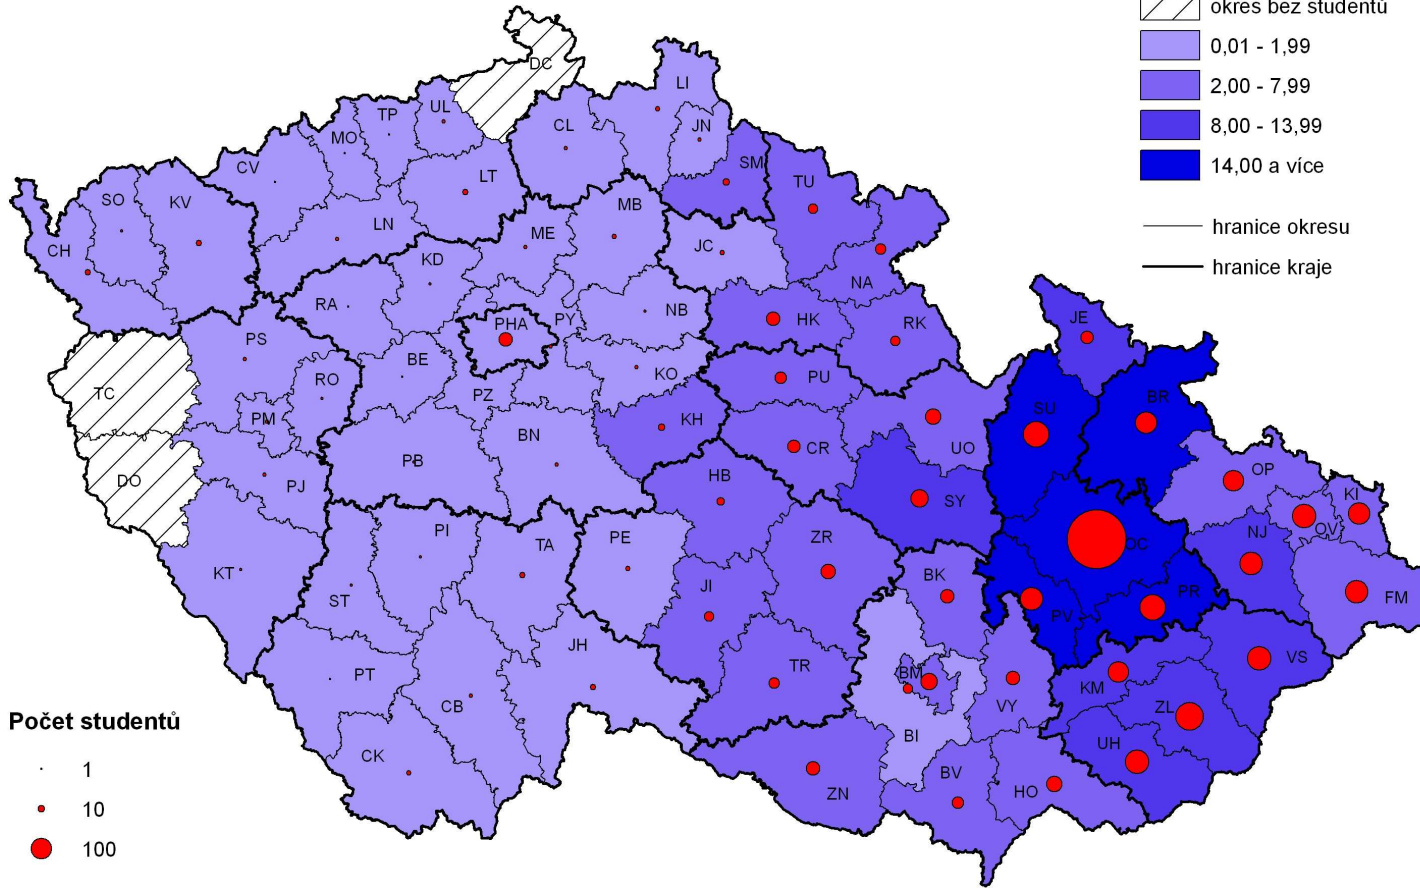 okres bez studentů
0,01 - 1,99
2,00 - 7,99
8,00 - 13,99
14,00 a více
hranice okresu
hranice kraje
DC
LI
UL
TP
MO
CL
JN
CV
SM
LT
TU
SO
KV
MB
LN
ME
JC
CH
KD
NA
RA
NB
PY
PHA
HK
RK
JE
PS
BE
KO
PU
RO
TC
PZ
BR
SU
PM
KH
BN
CR
UO
PB
DO
HB
OP
PJ
SY
KI
PI
OV
TA
PE
ZR
NJ
OC
KT
BK
JI
PR
FM
ST
PV
JH
VS
TR
PT
BM
KM
CB
VY
ZL
BI
UH
CK
BV
HO
ZN
Počet studentů
1
10
100